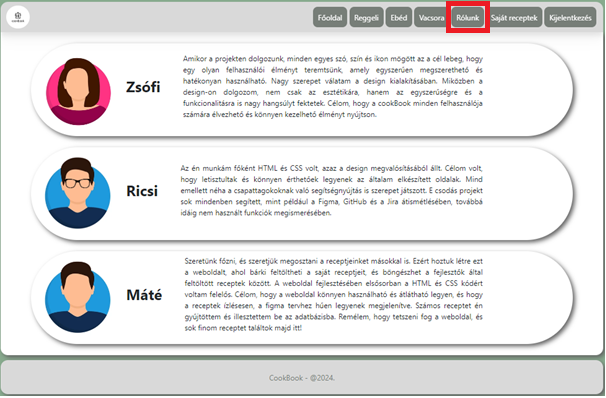 Főoldal Reggeli Ebéd Vacsora Rólunk Saját receptek Kijelentkezés
Zsófi
Amikor a projekten dolgozunk, minden egyes szó, szín és ikon mögött az a cél lebeg, hogy
egy olyan felhasználói élményt teremtsünk, amely egyszerűen megszerethető és
hatékonyan használható. Nagy szerepet válalatam a design kialakításában. Miközben a
design-on dolgozom, nem csak az esztétikára, hanem az egyszerűségre és a
funkcionalitásra is nagy hangsúlyt fektetek. Célom, hogy a cookBook minden felhasználója
számára élvezhető és könnyen kezelhető élményt nyújtson.
Ricsi
Az én munkám főként HTML és CSS volt, azaz a design megvalósításából állt. Célom volt,
hogy letisztultak és könnyen érthetőek legyenek az általam elkészített oldalak. Mind
emellett néha a csapattagokoknak való segítségnyújtás is szerepet játszott. E csodás projekt
sok mindenben segített, mint például a Figma, GitHub és a Jira átismétlésében, továbbá
idáig nem használt funkciók megismerésében.
Máté
Szeretünk főzni, és szeretjük megosztani a receptjeinket másokkal is. Ezért hoztuk létre ezt
a weboldalt, ahol bárki feltöltheti a saját receptjeit, és böngészhet a fejlesztők által
feltöltött receptek között. A weboldal fejlesztésében elsősorban a HTML és CSS kódért
voltam felelős. Célom, hogy a weboldal könnyen használható és átlátható legyen, és hogy
a receptek ízlésesen, a figma tervhez hűen legyenek megjelenítve. Számos receptet én
gyűjtöttem és illesztettem be az adatbázisba. Remélem, hogy tetszeni fog a weboldal, és
sok finom receptet találtok majd itt!
CookBook - @2024.